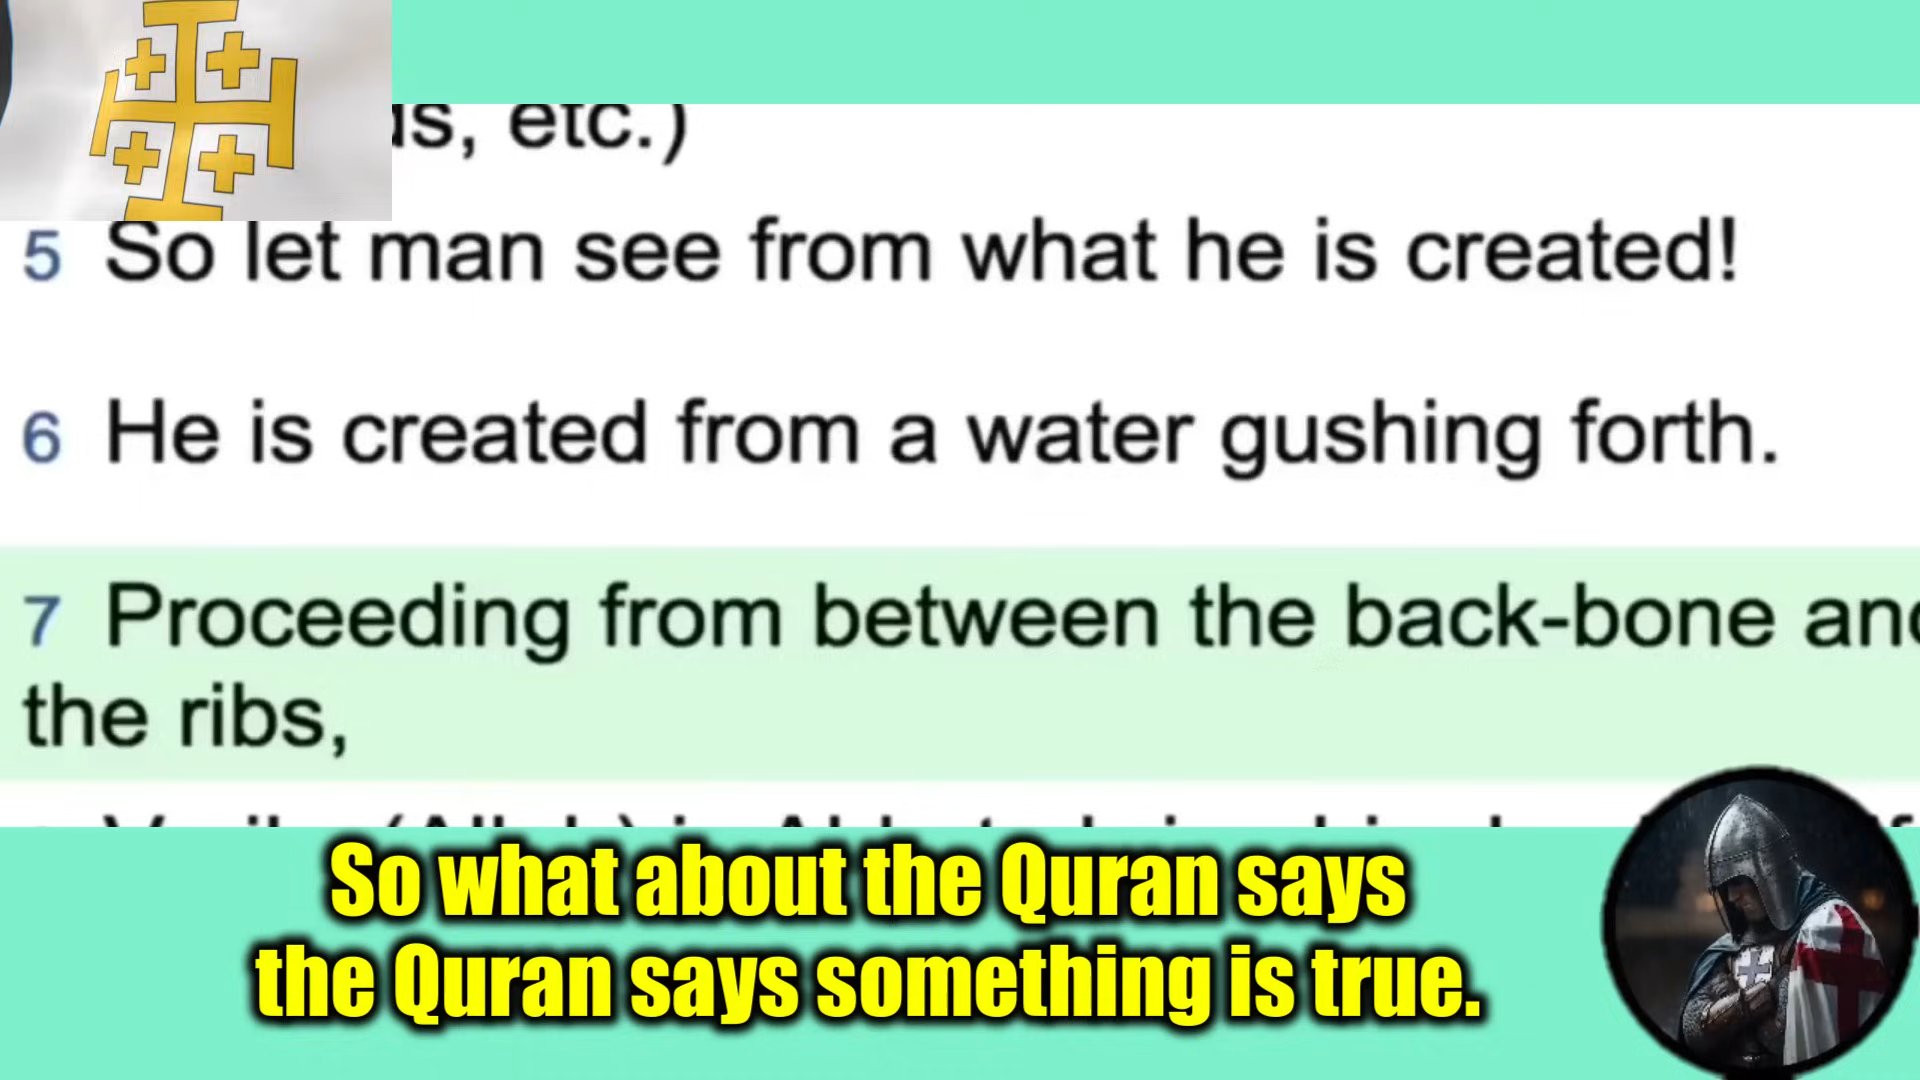 s, etc.)
5 So let man see from what he is created!
6 He is created from a water gushing forth.
7 Proceeding from between the back-bone and
the ribs,
So what about the Quran says
the Quran says something is true.